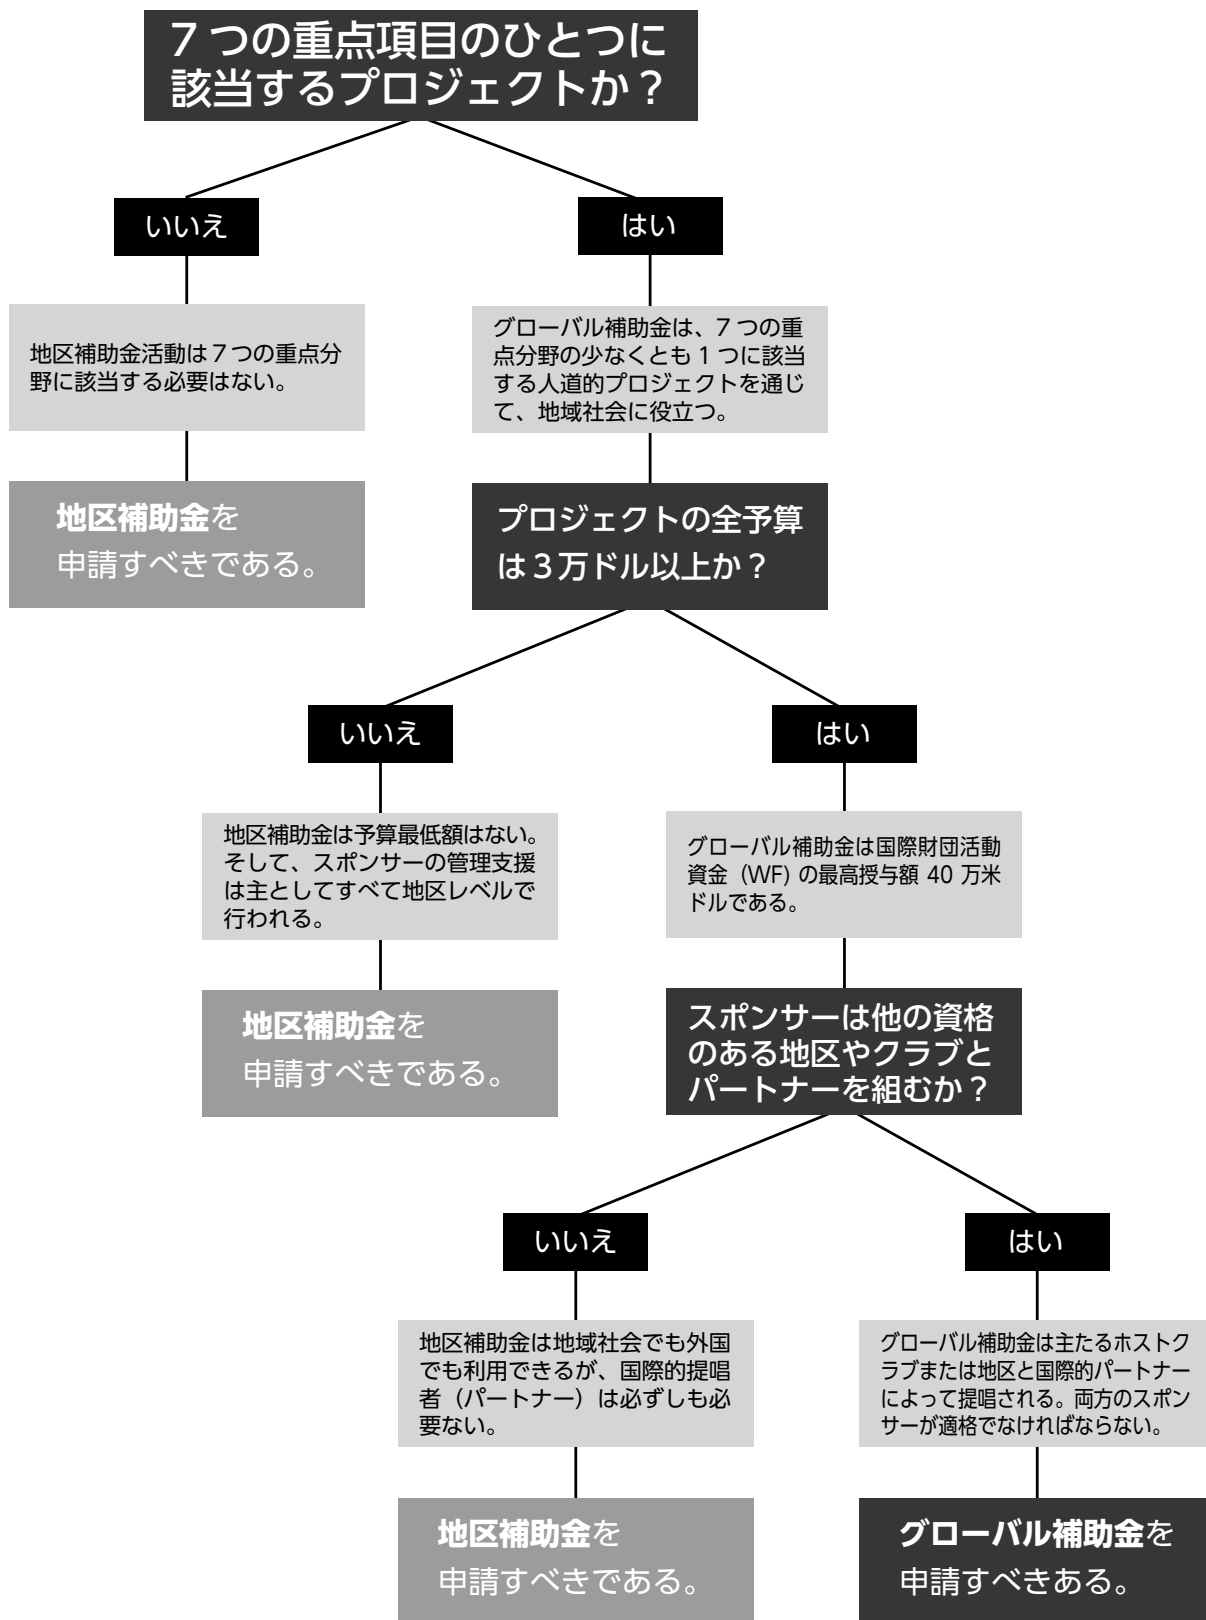 7 つの重点項目のひとつに
該当するプロジェクトか？
いいえ
はい
地区補助金活動は７つの重点分
野に該当する必要はない。
グローバル補助金は、7 つの重
点分野の少なくとも 1 つに該当
する人道的プロジェクトを通じ
て、地域社会に役立つ。
地区補助金を
申請すべきである。
プロジェクトの全予算
は３万ドル以上か？
いいえ
はい
地区補助金は予算最低額はない。
そして、スポンサーの管理支援
は主としてすべて地区レベルで
行われる。
グローバル補助金は国際財団活動
資金 (WF) の最高授与額 40 万米
ドルである。
地区補助金を
申請すべきである。
スポンサーは他の資格
のある地区やクラブと
パートナーを組むか？
いいえ
はい
地区補助金は地域社会でも外国
でも利用できるが、国際的提唱
者（パートナー）は必ずしも必
要ない。
グローバル補助金は主たるホストク
ラブまたは地区と国際的パートナー
によって提唱される。両方のスポン
サーが適格でなければならない。
地区補助金を
申請すべきである。
グローバル補助金を
申請すべきある。